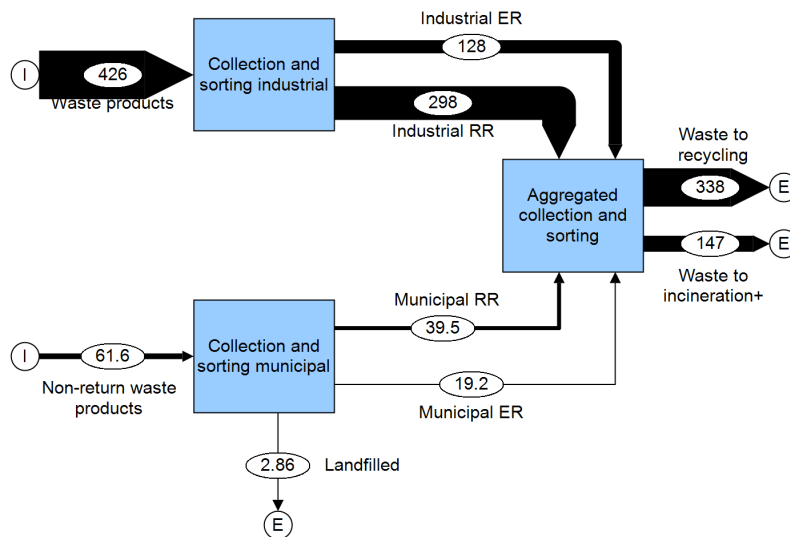 Industrial ER
128
I
426
Waste products
Collection and
sorting industrial
298
Industrial RR
Waste to
recycling
338
E
Aggregated
collection and
sorting
147
E
Waste to
incineration+
Municipal RR
39.5
Collection and
sorting municipal
I
61.6
Non-return waste
products
19.2
Municipal ER
2.86
Landfilled
E